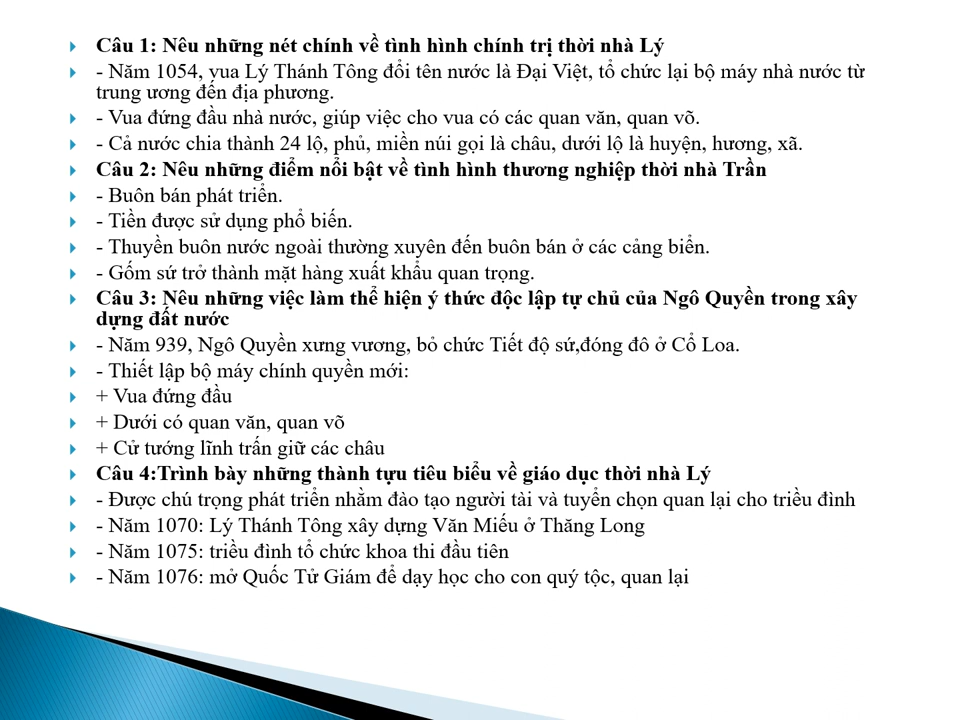 Câu 1: Nêu những nét chính về tình hình chính trị thời nhà Lý
- Năm 1054, vua Lý Thánh Tông đổi tên nước là Đại Việt, tổ chức lại bộ máy nhà nước từ
trung ương đến địa phương.
- Vua đứng đầu nhà nước, giúp việc cho vua có các quan văn, quan võ.
- Cả nước chia thành 24 lộ, phủ, miền núi gọi là châu, dưới lộ là huyện, hương, xã.
Câu 2: Nêu những điểm nổi bật về tình hình thương nghiệp thời nhà Trần
- Buôn bán phát triển.
- Tiền được sử dụng phổ biến.
- Thuyền buôn nước ngoài thường xuyên đến buôn bán ở các cảng biển.
- Gốm sứ trở thành mặt hàng xuất khẩu quan trọng.
Câu 3: Nêu những việc làm thể hiện ý thức độc lập tự chủ của Ngô Quyền trong xây
dựng đất nước
- Năm 939, Ngô Quyền xưng vương, bỏ chức Tiết độ sứ,đóng đô ở Cổ Loa.
- Thiết lập bộ máy chính quyền mới:
+ Vua đứng đầu
+ Dưới có quan văn, quan võ
+ Cử tướng lĩnh trấn giữ các châu
Câu 4:Trình bày những thành tựu tiêu biểu về giáo dục thời nhà Lý
- Được chú trọng phát triển nhằm đào tạo người tài và tuyển chọn quan lại cho triều đình
- Năm 1070: Lý Thánh Tông xây dựng Văn Miếu ở Thăng Long
- Năm 1075: triều đình tổ chức khoa thi đầu tiên
- Năm 1076: mở Quốc Tử Giám để dạy học cho con quý tộc, quan lại